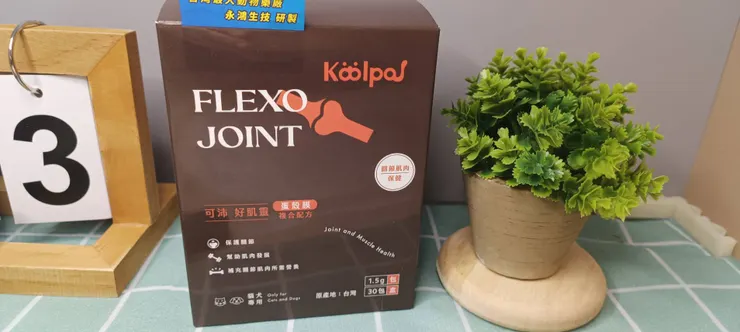 台灣最大動物藥廠
永鴻生技 研製
Köölpaz
FLEXO
JOINT
關節肌肉
保健
可沛 好肌靈 蛋殼膜
複合配方
Joint and Muscle Health
保護關節
幫助肌肉發展
補充關節肌肉所需營養
貓犬
專用
Only for
Cats and Dogs
原產地:台灣
1.5g 包
30包 盒
3